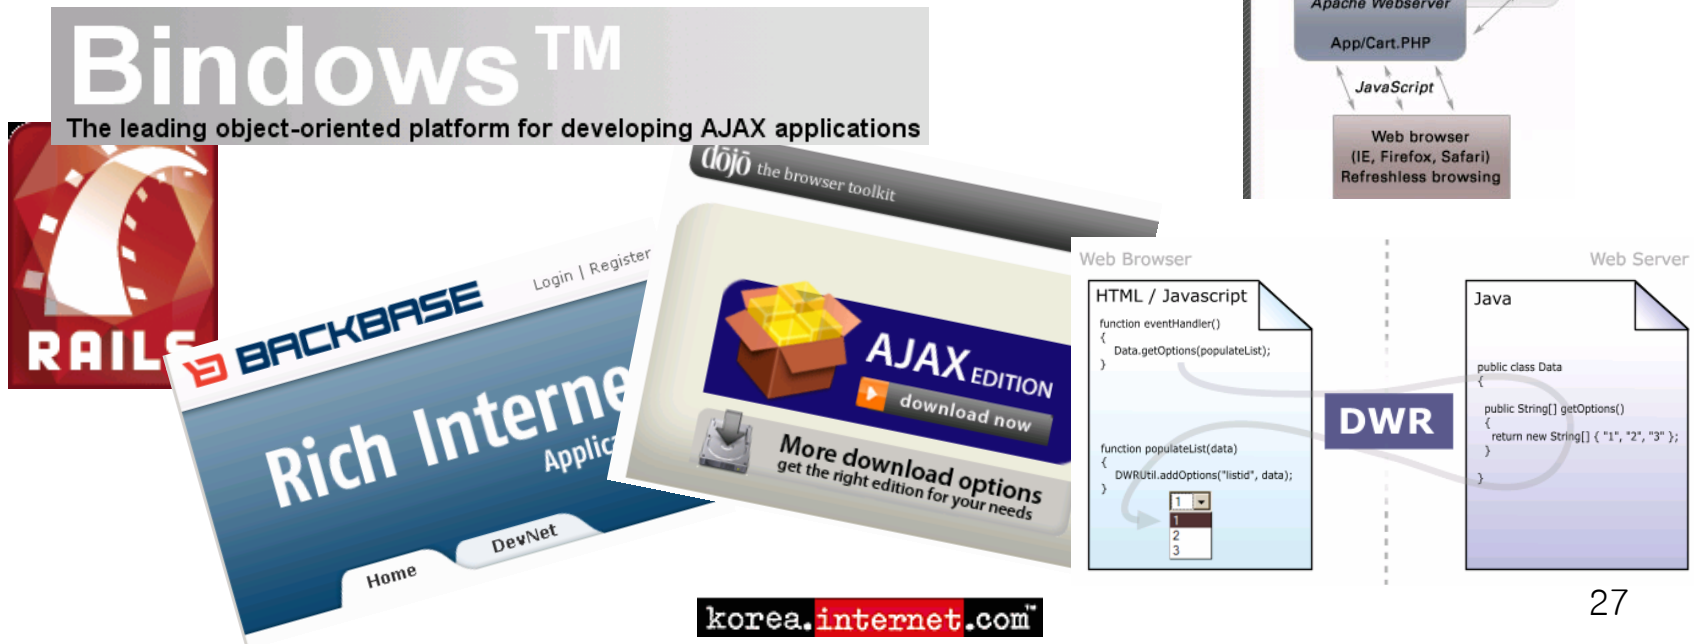 Bindows™
The leading object-oriented platform for developing AJAX applications
RAILS
BACKBASE
Login | Register
Rich Interne
Applic
Home
DevNet
dōjō the browser toolkit
AJAX EDITION
download now
More download options
get the right edition for your needs
Apache Webserver
App/Cart.PHP
JavaScript
Web browser
(IE, Firefox, Safari)
Refreshless browsing
Web Browser
Web Server
HTML / Javascript
function eventHandler()
{
Data.getOptions(populateList);
}
function populateList(data)
{
DWRUtil.addOptions("listid", data);
}
1
1
2
3
DWR
Java
public class Data
{
public String[] getOptions()
{
return new String[] { "1", "2", "3" };
}
}
korea.internet.com™
27